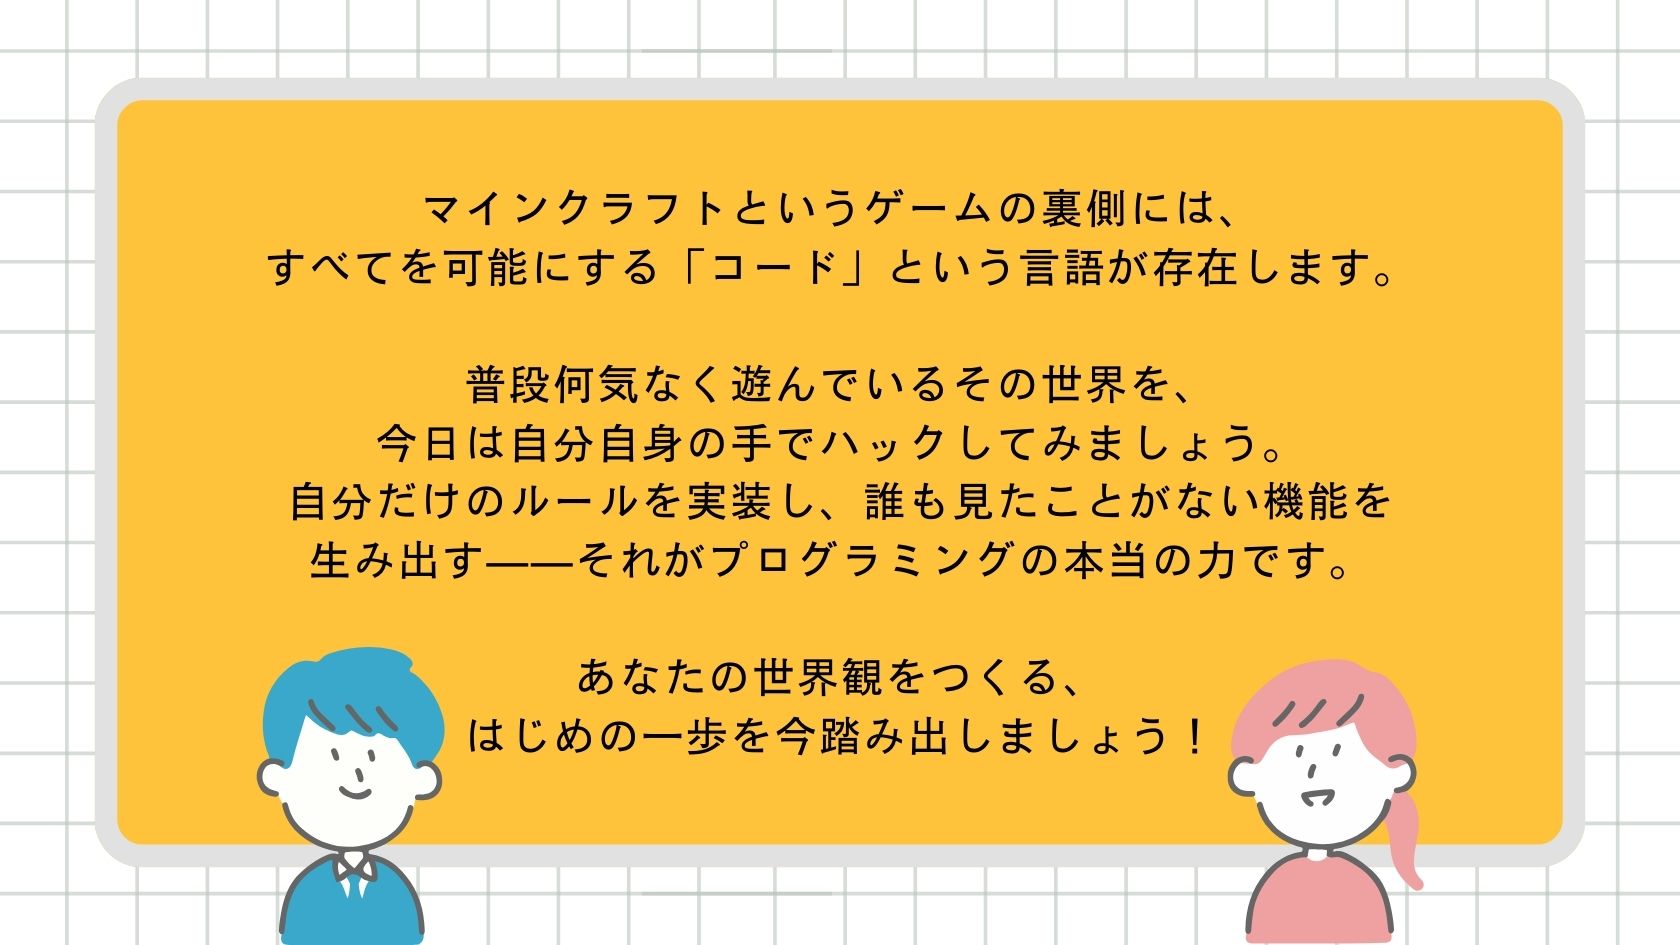 マインクラフトというゲームの裏側には、
すべてを可能にする「コード」という言語が存在します。
普段何気なく遊んでいるその世界を、
今日は自分自身の手でハックしてみましょう。
自分だけのルールを実装し、誰も見たことがない機能を
生み出す——それがプログラミングの本当の力です。
あなたの世界観をつくる、
はじめの一歩を今踏み出しましょう！